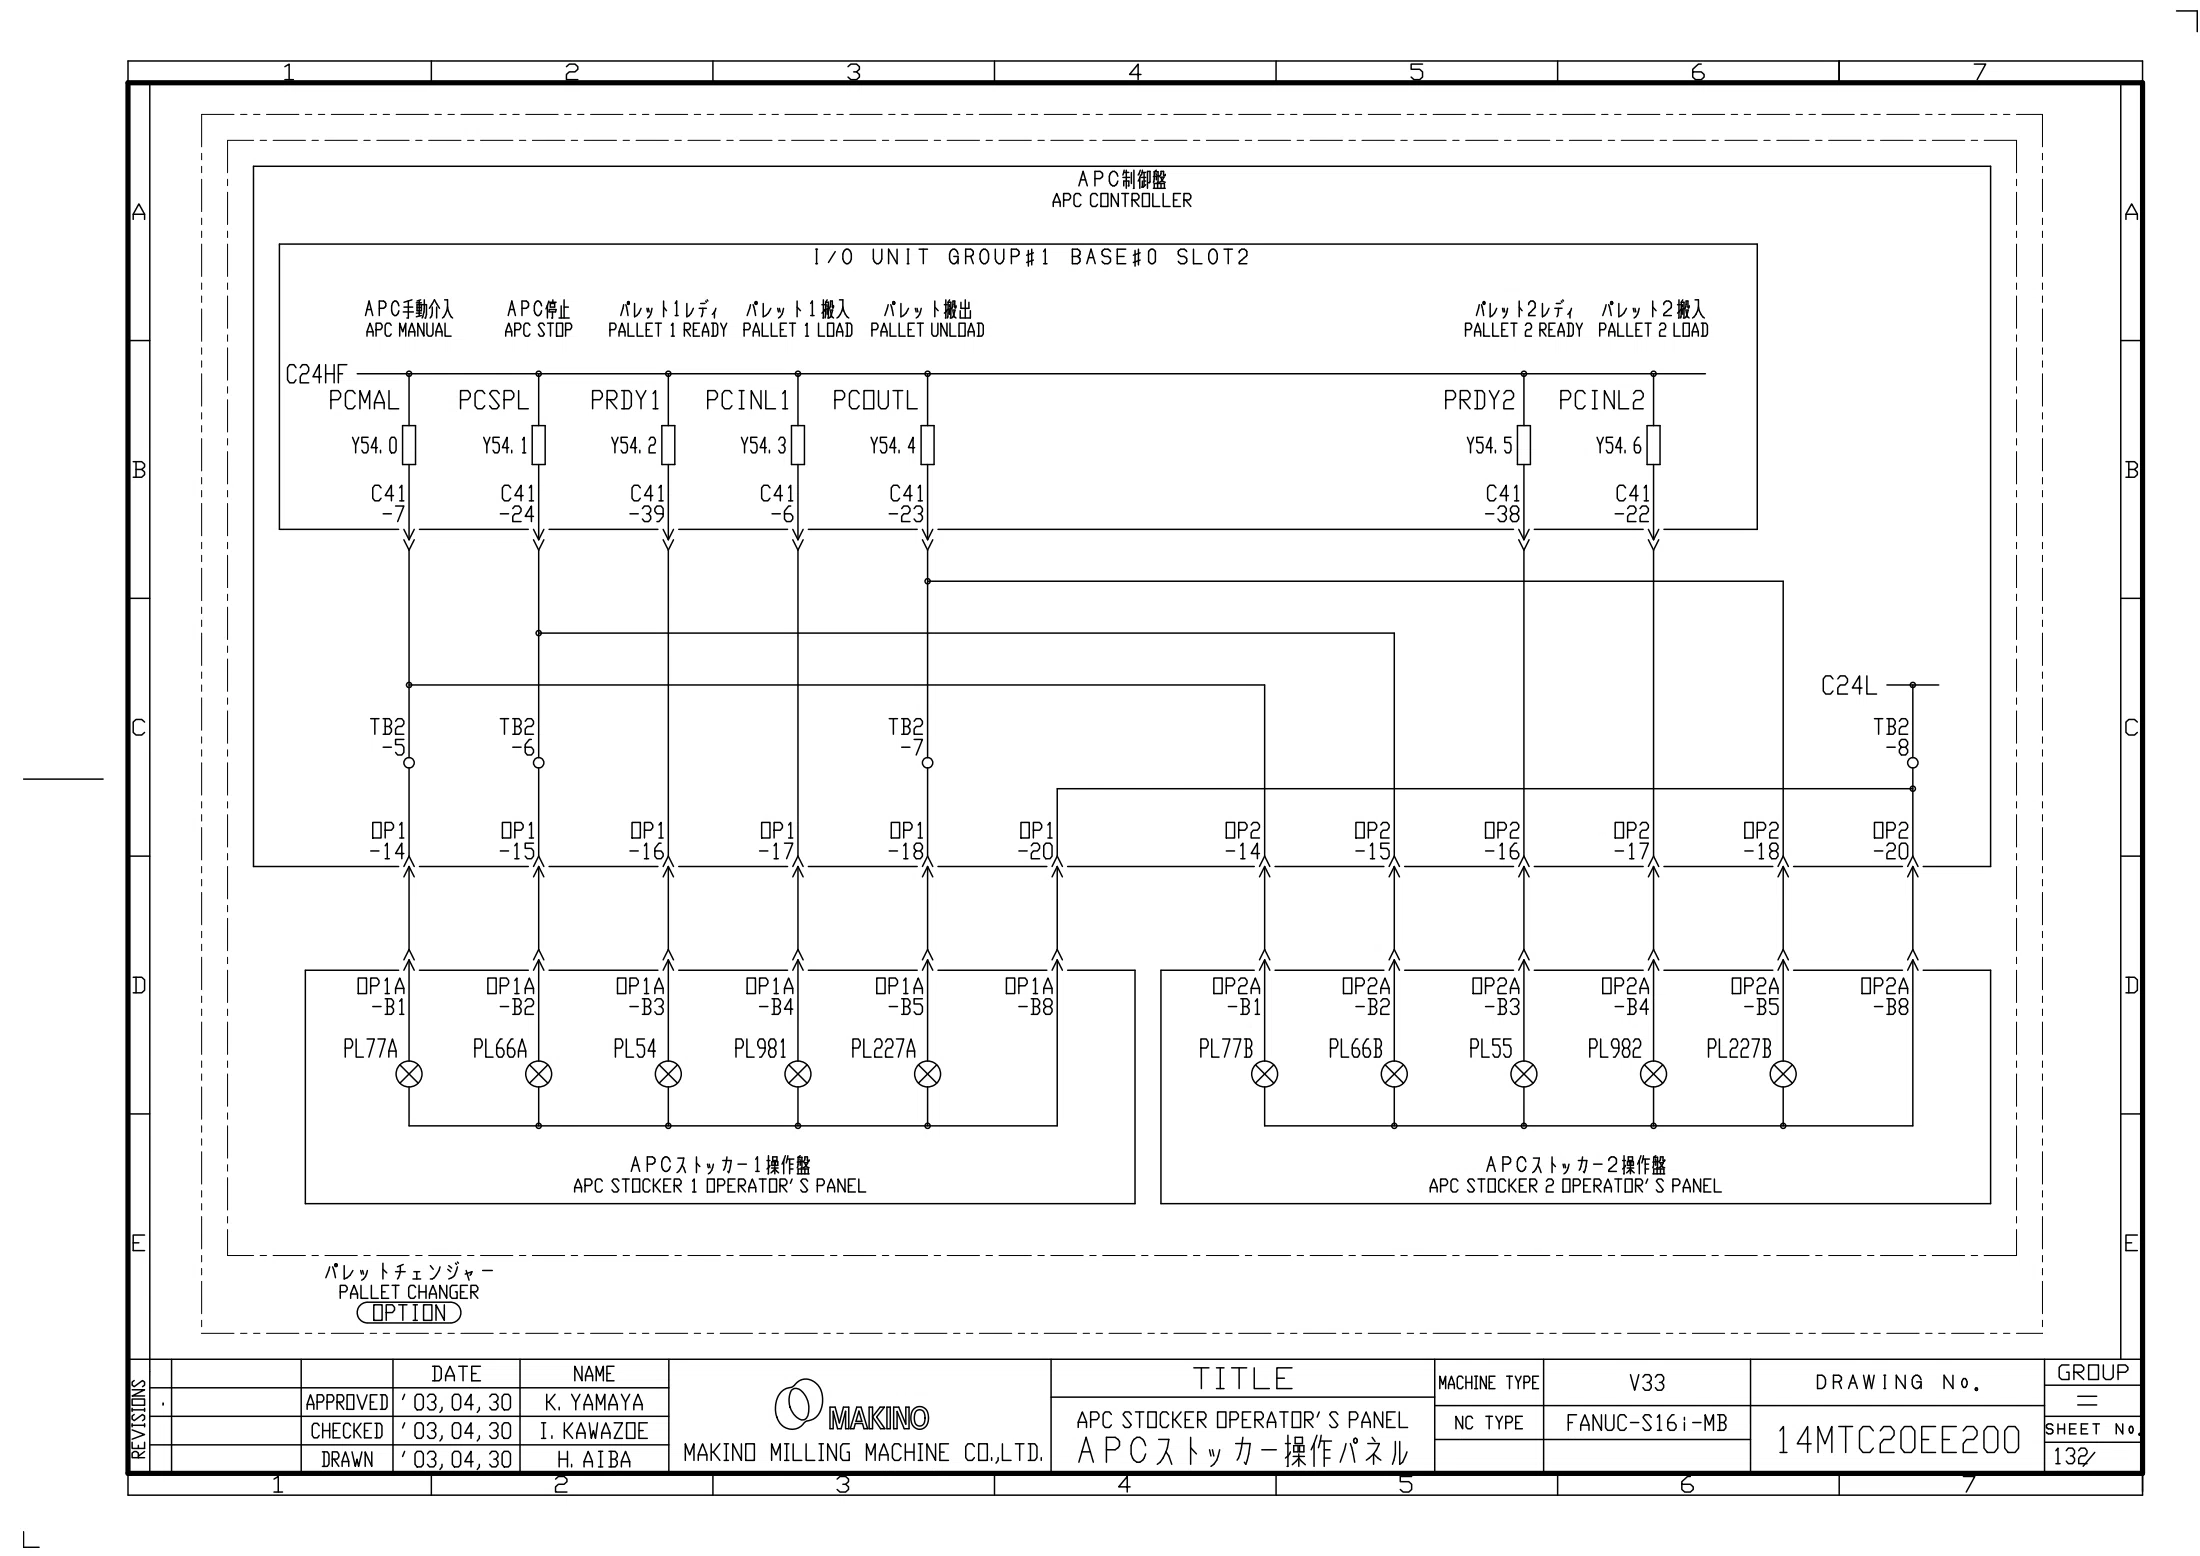 1 2 3 4 5 6 7
A A
B B
C C
D D
E E
APC制御盤
APC CONTROLLER
I/O UNIT GROUP#1 BASE#0 SLOT2
APC手動介入 APC停止 パレット1レディ パレット1搬入 パレット搬出 パレット2レディ パレット2搬入
APC MANUAL APC STOP PALLET 1 READY PALLET 1 LOAD PALLET UNLOAD PALLET 2 READY PALLET 2 LOAD
C24HF
PCMAL PCSPL PRDY1 PCINL1 PCOUTL PRDY2 PCINL2
Y54.0 Y54.1 Y54.2 Y54.3 Y54.4 Y54.5 Y54.6
C41 C41 C41 C41 C41 C41 C41
-7 -24 -39 -6 -23 -38 -22
C24L
TB2 TB2 TB2 TB2
-5 -6 -7 -8
OP1 OP1 OP1 OP1 OP1 OP1 OP2 OP2 OP2 OP2 OP2 OP2
-14 -15 -16 -17 -18 -20 -14 -15 -16 -17 -18 -20
OP1A OP1A OP1A OP1A OP1A OP1A OP2A OP2A OP2A OP2A OP2A OP2A
-B1 -B2 -B3 -B4 -B5 -B8 -B1 -B2 -B3 -B4 -B5 -B8
PL77A PL66A PL54 PL981 PL227A PL77B PL66B PL55 PL982 PL227B
APCストッカー1操作盤 APCストッカー2操作盤
APC STOCKER 1 OPERATOR'S PANEL APC STOCKER 2 OPERATOR'S PANEL
パレットチェンジャー
PALLET CHANGER
OPTION
REVISIONS
DATE NAME
APPROVED '03,04,30 K. YAMAYA
CHECKED '03,04,30 I. KAWAZOE
DRAWN '03,04,30 H. AIBA
MAKINO
MAKINO MILLING MACHINE CO.,LTD.
TITLE
APC STOCKER OPERATOR'S PANEL
APCストッカー操作パネル
MACHINE TYPE V33
NC TYPE FANUC-S16i-MB
DRAWING No.
14MTC20EE200
GROUP
=
SHEET No.
132/
1 2 3 4 5 6 7